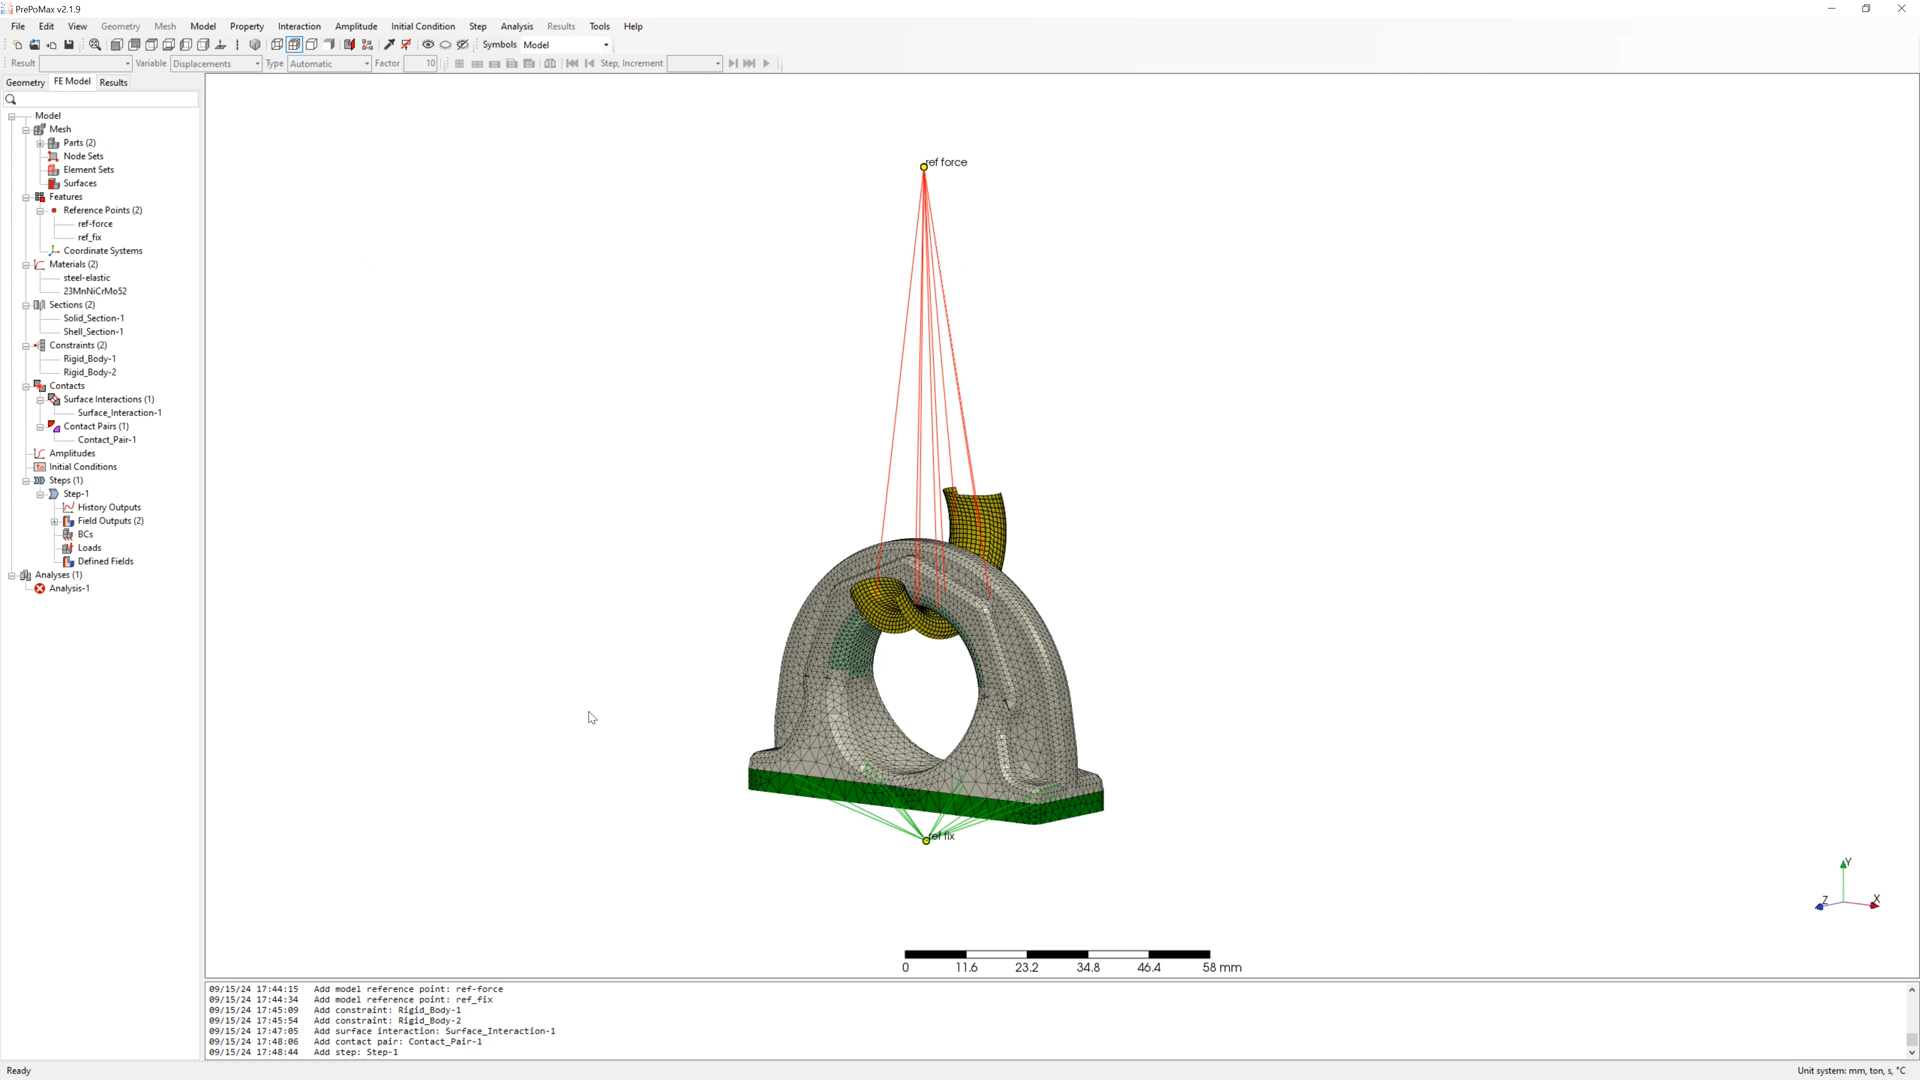 PrePoMax v2.1.9
File Edit View Geometry Mesh Model Property Interaction Amplitude Initial Condition Step Analysis Results Tools Help
Symbols Model
Result Variable Displacements Type Automatic Factor 10 Step, Increment
Geometry FE Model Results
Model
Mesh
Parts (2)
Node Sets
Element Sets
Surfaces
Features
Reference Points (2)
ref-force
ref_fix
Coordinate Systems
Materials (2)
steel-elastic
23MnNiCrMo52
Sections (2)
Solid_Section-1
Shell_Section-1
Constraints (2)
Rigid_Body-1
Rigid_Body-2
Contacts
Surface Interactions (1)
Surface_Interaction-1
Contact Pairs (1)
Contact_Pair-1
Amplitudes
Initial Conditions
Steps (1)
Step-1
History Outputs
Field Outputs (2)
BCs
Loads
Defined Fields
Analyses (1)
Analysis-1
ref force
ref fix
Y
Z X
0 11.6 23.2 34.8 46.4 58 mm
09/15/24 17:44:15 Add model reference point: ref-force
09/15/24 17:44:34 Add model reference point: ref_fix
09/15/24 17:45:09 Add constraint: Rigid_Body-1
09/15/24 17:45:54 Add constraint: Rigid_Body-2
09/15/24 17:47:05 Add surface interaction: Surface_Interaction-1
09/15/24 17:48:06 Add contact pair: Contact_Pair-1
09/15/24 17:48:44 Add step: Step-1
Ready
Unit system: mm, ton, s, °C